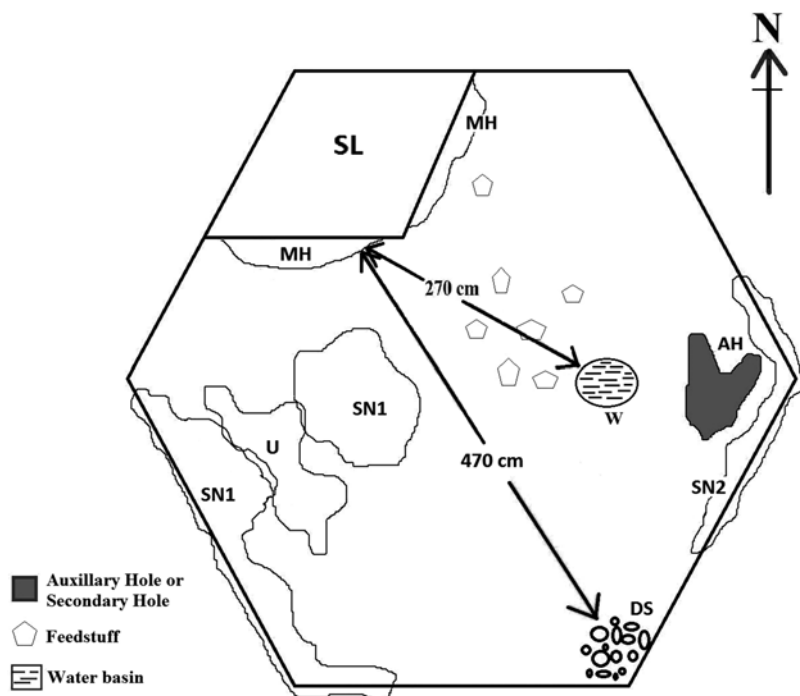 N
MH
SL
MH
270 cm
AH
SN1
W
U
470 cm
SN1
SN2
Auxillary Hole or
Secondary Hole
DS
Feedstuff
Water basin